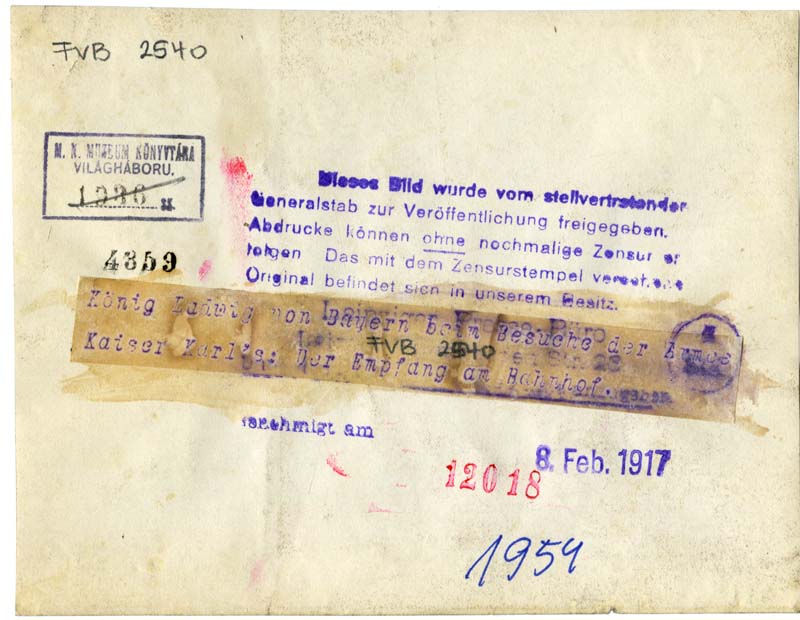 FVB 2540
M. N. MUZEUM KÖNYVTÁRA
VILÁGHÁBORU.
1336 sz.
4359
Dieses Bild wurde vom stellvertretender
Generalstab zur Veröffentlichung freigegeben.
Abdrucke können ohne nochmalige Zensur er
folgen Das mit dem Zensurstempel versehene
Original befindet sich in unserem Besitz.
König Ludwig von Bayern beim Besuche der Armee
Kaiser Karl's: Der Empfang am Bahnhof.
FVB 2540
genehmigt am
8. Feb. 1917
12018
1954